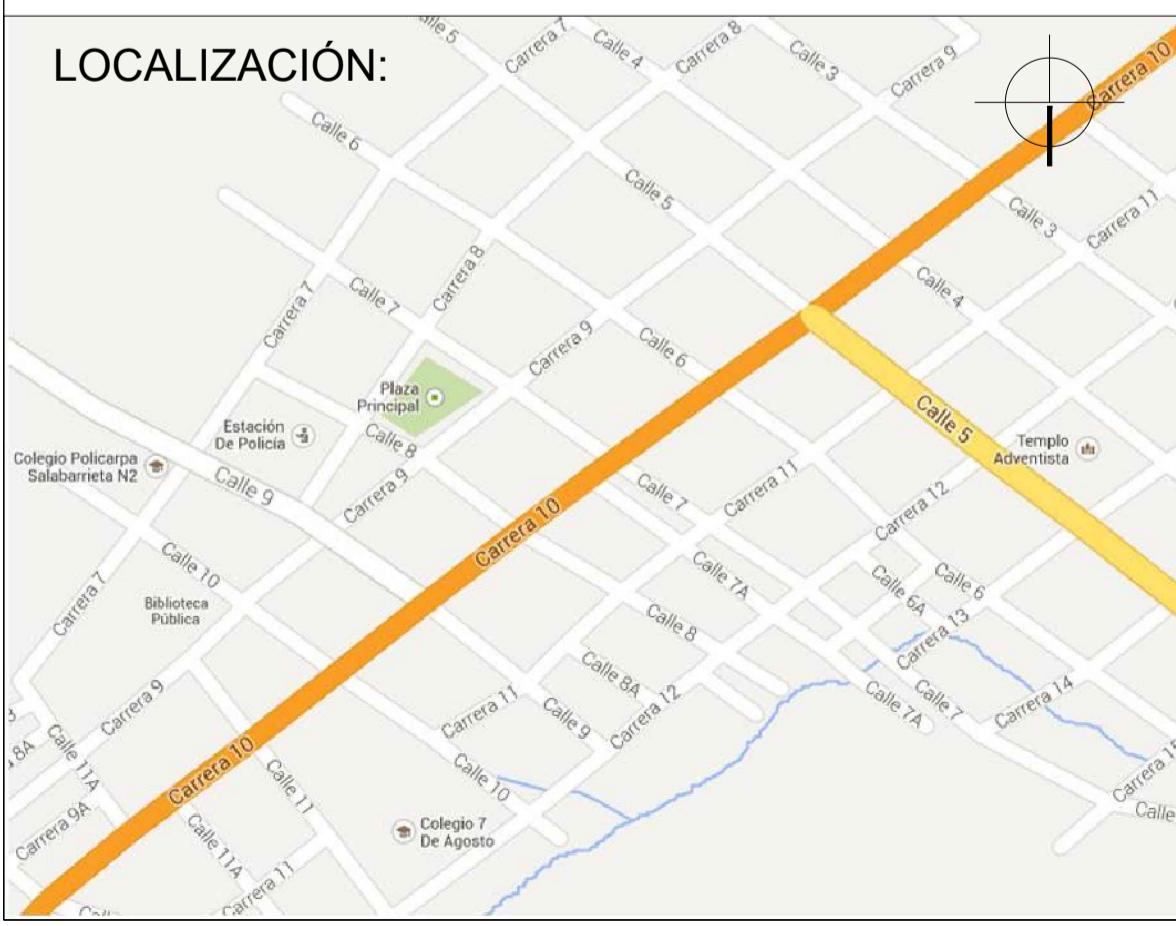 LOCALIZACIÓN:
Calle 5
Carrera 7
Calle 4
Carrera 8
Calle 3
Carrera 9
Carrera 10
Calle 6
Calle 5
Calle 3
Carrera 11
Carrera 8
Calle 7
Carrera 7
Calle 4
Carrera 9
Calle 6
Plaza
Principal
Calle 5
Estación
De Policía
Calle 8
Templo
Adventista
Colegio Policarpa
Salabarrieta N2
Calle 9
Carrera 9
Calle 7
Carrera 11
Carrera 12
Carrera 10
Calle 10
Calle 7A
Calle 6A
Calle 6
Carrera 7
Biblioteca
Pública
Calle 8
Carrera 13
Calle 8A
Carrera 9
Carrera 11
Calle 9
Carrera 12
Calle 7A
Calle 7
Carrera 14
8A
Calle 11A
Carrera 10
Calle 11
Calle 10
Carrera 15
Calle
Carrera 9A
Calle 11A
Colegio 7
De Agosto
Carrera 11